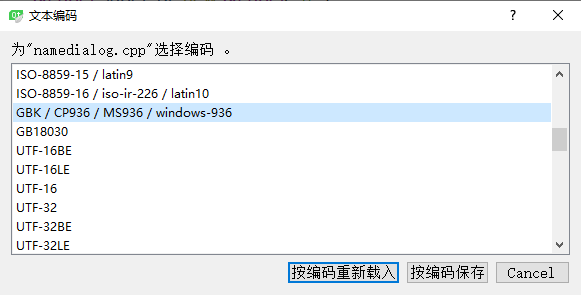 文本编码
为"namedialog.cpp"选择编码 。
ISO-8859-15 / latin9
ISO-8859-16 / iso-ir-226 / latin10
GBK / CP936 / MS936 / windows-936
GB18030
UTF-16BE
UTF-16LE
UTF-16
UTF-32
UTF-32BE
UTF-32LE
按编码重新载入 按编码保存 Cancel